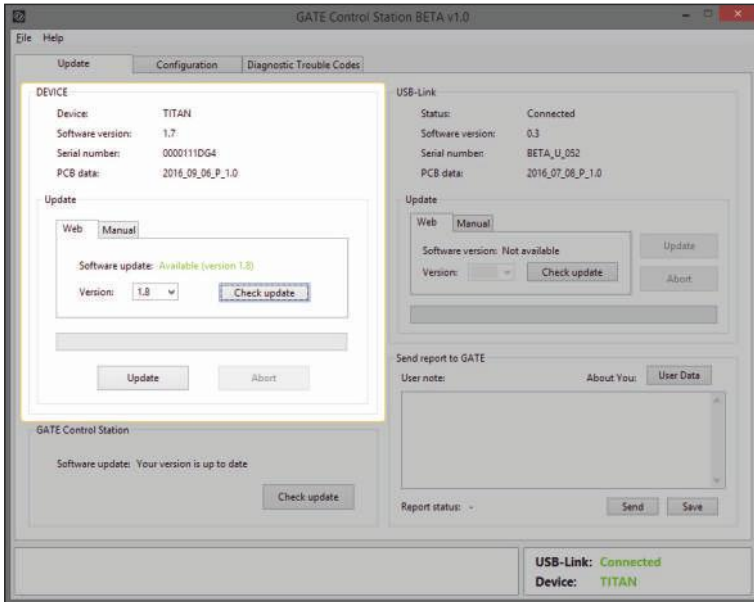 GATE Control Station BETA v1.0
File Help
Update Configuration Diagnostic Trouble Codes
DEVICE
Device: TITAN
Software version: 1.7
Serial number: 0000111DG4
PCB data: 2016_09_06_P_1.0
Update
Web Manual
Software update: Available (version 1.8)
Version: 1.8 Check update
Update Abort
GATE Control Station
Software update: Your version is up to date
Check update
USB-Link
Status: Connected
Software version: 0.3
Serial number: BETA_U_052
PCB data: 2016_07_08_P_1.0
Update
Web Manual
Software version: Not available
Version: Check update
Update
Abort
Send report to GATE
User note: About You: User Data
Report status: - Send Save
USB-Link: Connected
Device: TITAN